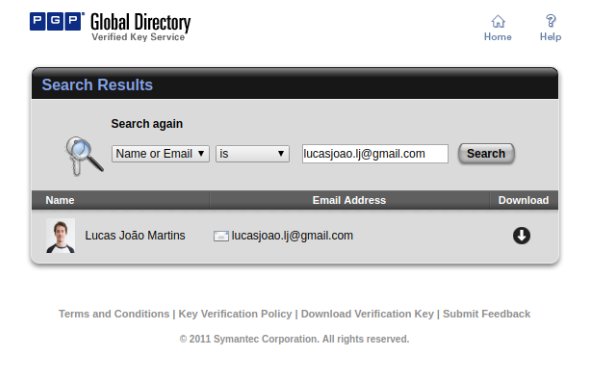 PGP Global Directory
Verified Key Service
Home Help
Search Results
Search again
Name or Email is lucasjoao.lj@gmail.com Search
Name Email Address Download
Lucas João Martins lucasjoao.lj@gmail.com
Terms and Conditions | Key Verification Policy | Download Verification Key | Submit Feedback
© 2011 Symantec Corporation. All rights reserved.